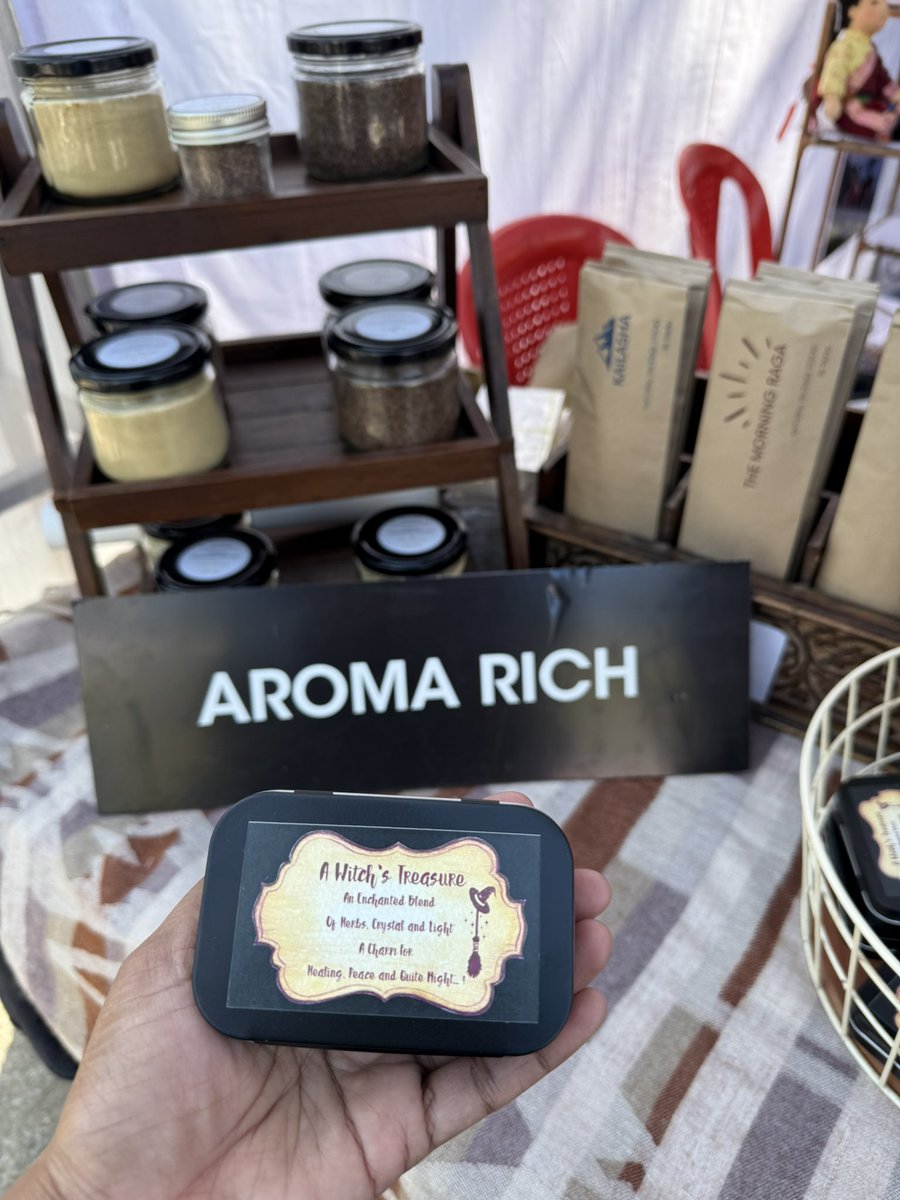 KAILASHA
THE MORNING RAGA
AROMA RICH
A Witch's Treasure
An Enchanted Blend
Of Herbs, Crystal and Light
A Charm For
Healing, Peace and Quite Night... !